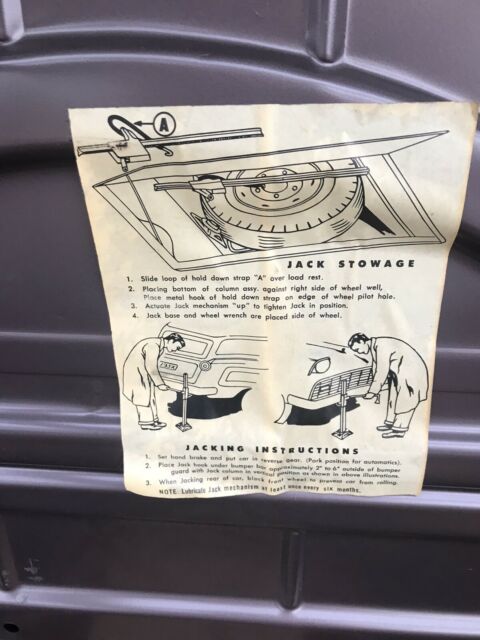 A
JACK STOWAGE
1. Slide loop of hold down strap "A" over load rest.
2. Placing bottom of column assy. against right side of wheel well,
Place metal hook of hold down strap on edge of wheel pilot hole.
3. Actuate Jack mechanism "up" to tighten Jack in position.
4. Jack base and wheel wrench are placed side of wheel.
JACKING INSTRUCTIONS
1. Set hand brake and put car in reverse gear. (Park position for automatics).
2. Place Jack hook under bumper bar approximately 2" to 6" outside of bumper
guard with Jack column in vertical position as shown in above illustrations.
3. When Jacking rear of car, block front wheel to prevent car from rolling.
NOTE: Lubricate Jack mechanism at least once every six months.